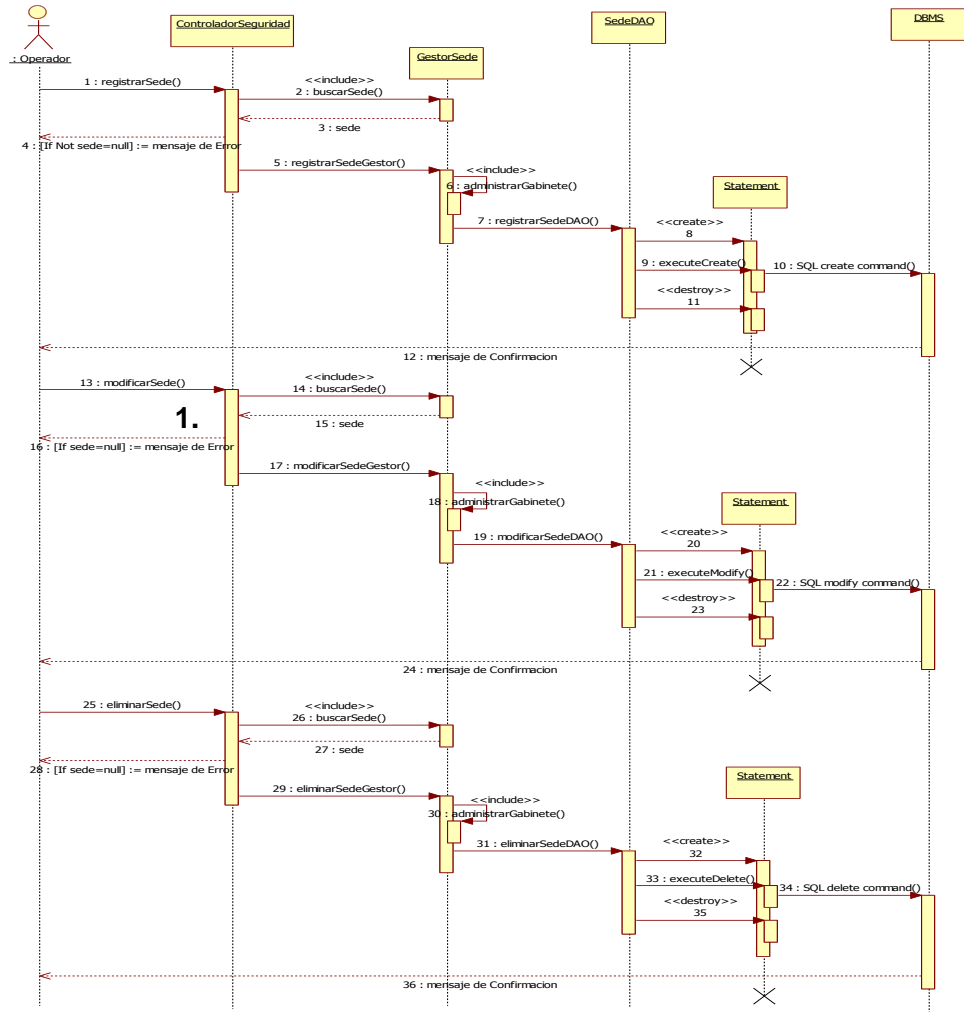 ControladorSeguridad
SedeDAO
DBMS
GestorSede
: Operador
1 : registrarSede()
<<include>>
2 : buscarSede()
3 : sede
4 : [If Not sede=null] := mensaje de Error
5 : registrarSedeGestor()
<<include>>
6 : administrarGabinete()
Statement
7 : registrarSedeDAO()
<<create>>
8
9 : executeCreate()
10 : SQL create command()
<<destroy>>
11
12 : mensaje de Confirmacion
13 : modificarSede()
<<include>>
14 : buscarSede()
1.
15 : sede
16 : [If sede=null] := mensaje de Error
17 : modificarSedeGestor()
<<include>>
18 : administrarGabinete()
Statement
19 : modificarSedeDAO()
<<create>>
20
21 : executeModify()
22 : SQL modify command()
<<destroy>>
23
24 : mensaje de Confirmacion
25 : eliminarSede()
<<include>>
26 : buscarSede()
27 : sede
28 : [If sede=null] := mensaje de Error
29 : eliminarSedeGestor()
<<include>>
30 : administrarGabinete()
Statement
31 : eliminarSedeDAO()
<<create>>
32
33 : executeDelete()
34 : SQL delete command()
<<destroy>>
35
36 : mensaje de Confirmacion